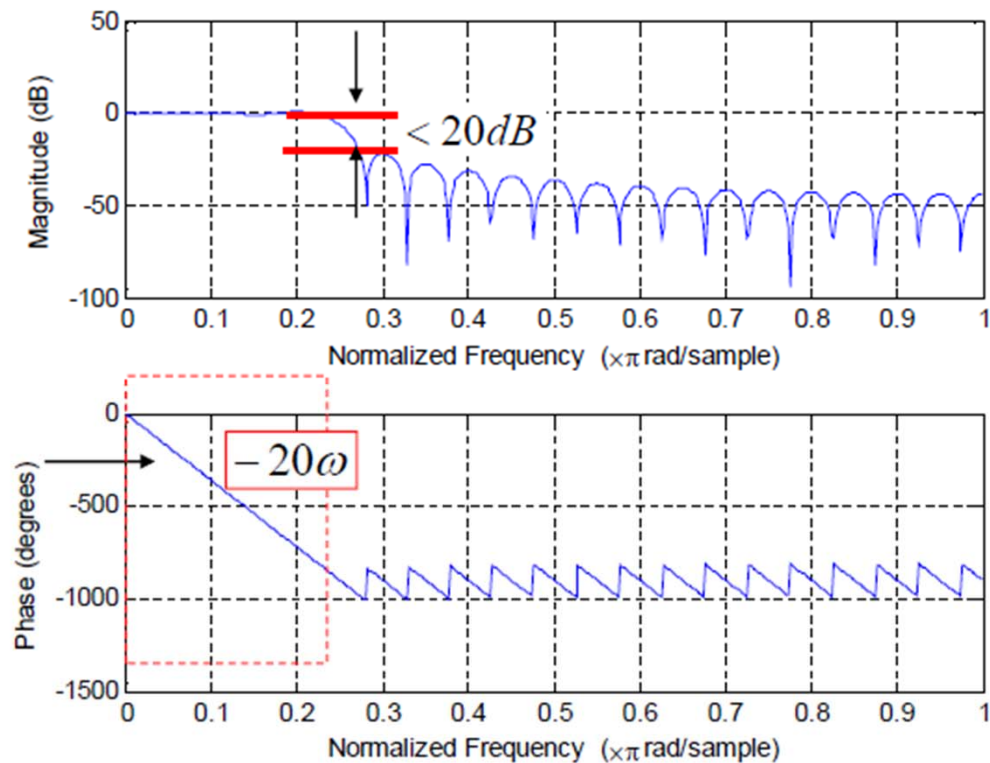 50
0
-50
-100
Magnitude (dB)
< 20dB
0 0.1 0.2 0.3 0.4 0.5 0.6 0.7 0.8 0.9 1
Normalized Frequency (×π rad/sample)
0
-500
-1000
-1500
Phase (degrees)
− 20ω
0 0.1 0.2 0.3 0.4 0.5 0.6 0.7 0.8 0.9 1
Normalized Frequency (×π rad/sample)